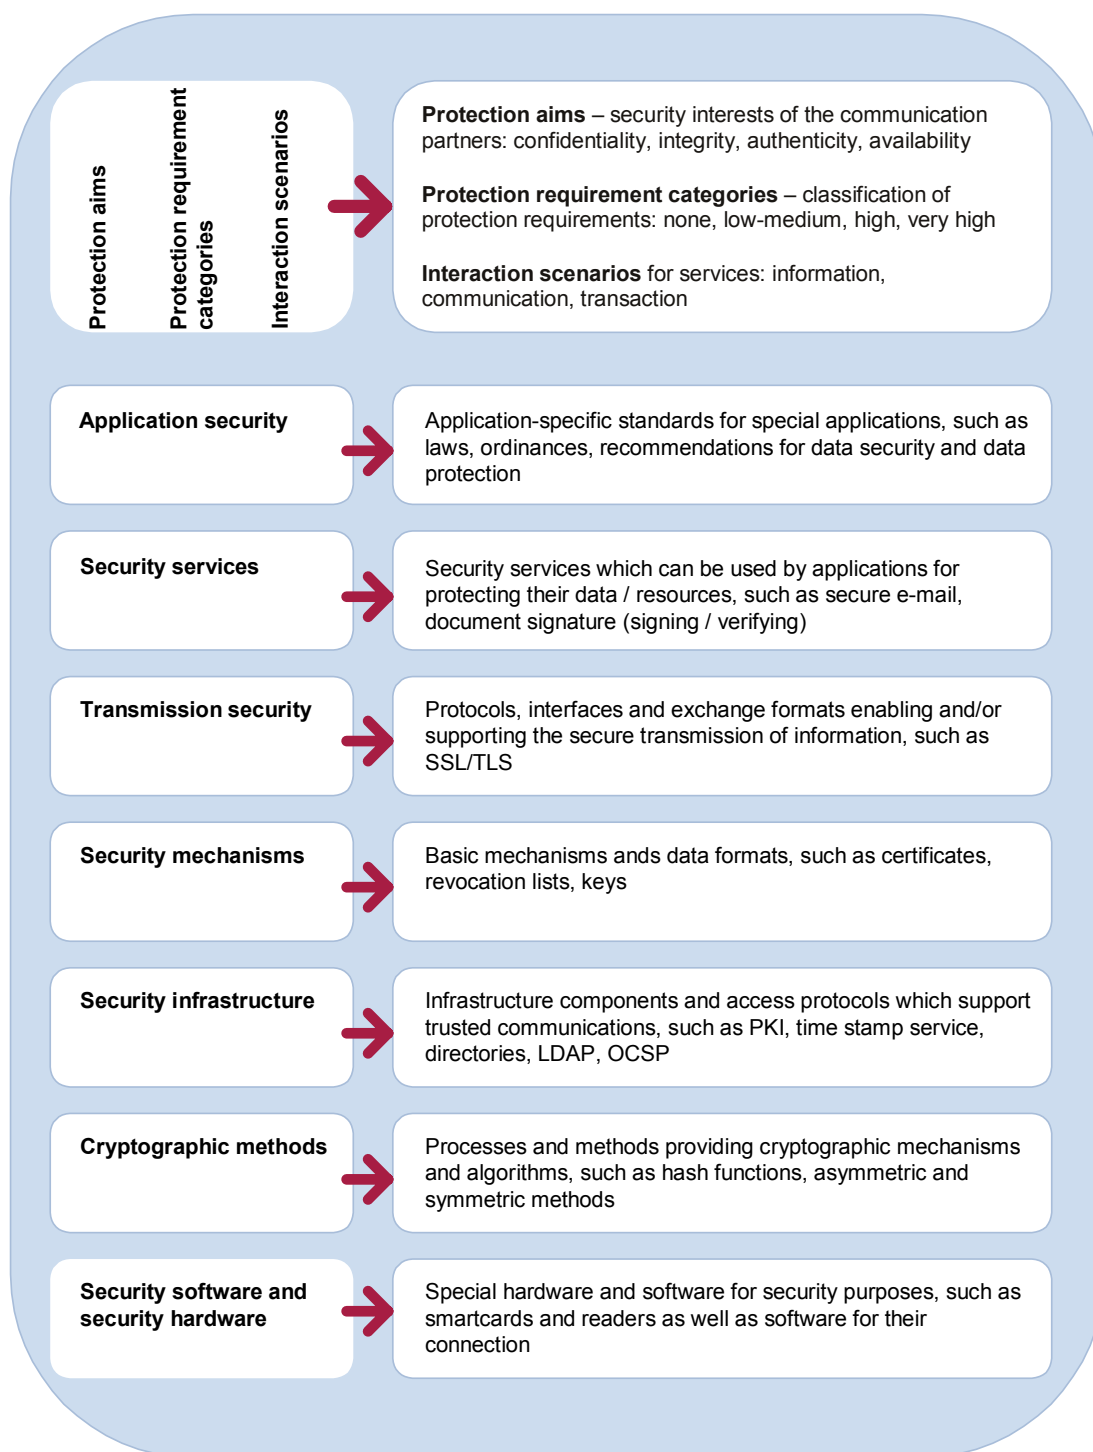 Protection aims
Protection requirement
categories
Interaction scenarios
Protection aims – security interests of the communication
partners: confidentiality, integrity, authenticity, availability
Protection requirement categories – classification of
protection requirements: none, low-medium, high, very high
Interaction scenarios for services: information,
communication, transaction
Application security
Application-specific standards for special applications, such as
laws, ordinances, recommendations for data security and data
protection
Security services
Security services which can be used by applications for
protecting their data / resources, such as secure e-mail,
document signature (signing / verifying)
Transmission security
Protocols, interfaces and exchange formats enabling and/or
supporting the secure transmission of information, such as
SSL/TLS
Security mechanisms
Basic mechanisms ands data formats, such as certificates,
revocation lists, keys
Security infrastructure
Infrastructure components and access protocols which support
trusted communications, such as PKI, time stamp service,
directories, LDAP, OCSP
Cryptographic methods
Processes and methods providing cryptographic mechanisms
and algorithms, such as hash functions, asymmetric and
symmetric methods
Security software and
security hardware
Special hardware and software for security purposes, such as
smartcards and readers as well as software for their
connection